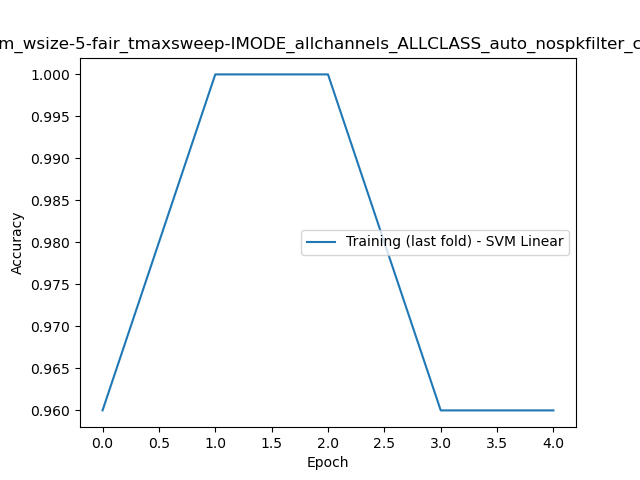 m_wsize-5-fair_tmaxsweep-IMODE_allchannels_ALLCLASS_auto_nospkfilter_c
1.000
0.995
0.990
0.985
0.980
0.975
0.970
0.965
0.960
Accuracy
Training (last fold) - SVM Linear
0.0 0.5 1.0 1.5 2.0 2.5 3.0 3.5 4.0
Epoch